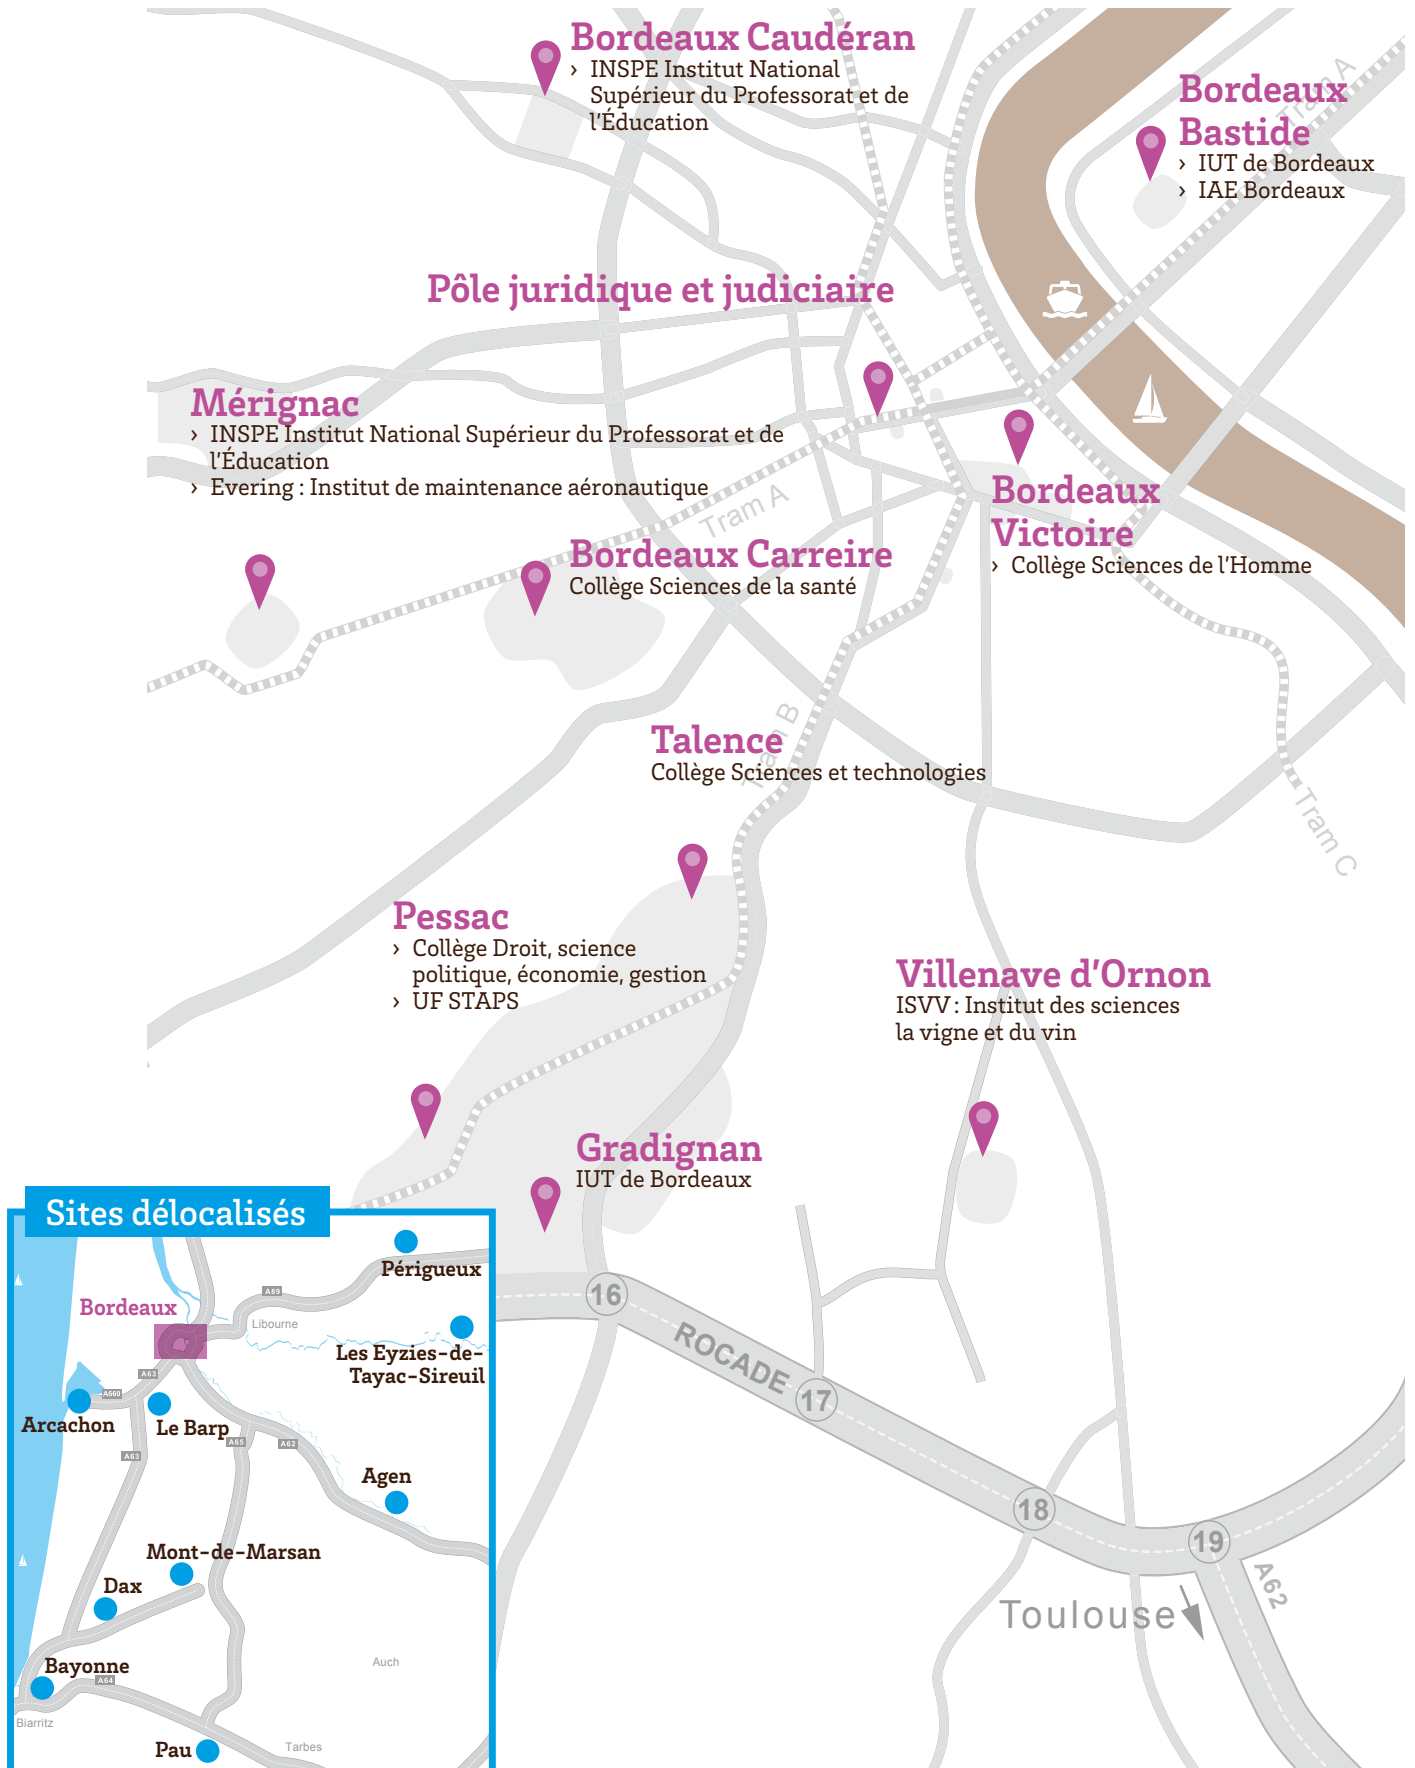 Bordeaux Caudéran
› INSPE Institut National
Supérieur du Professorat et de
l'Éducation
Tram A
Bordeaux
Bastide
› IUT de Bordeaux
› IAE Bordeaux
Pôle juridique et judiciaire
Mérignac
› INSPE Institut National Supérieur du Professorat et de
l'Éducation
› Evering : Institut de maintenance aéronautique
Tram A
Bordeaux
Victoire
› Collège Sciences de l'Homme
Bordeaux Carreire
Collège Sciences de la santé
Tram B
Talence
Collège Sciences et technologies
Tram C
Pessac
› Collège Droit, science
politique, économie, gestion
› UF STAPS
Villenave d'Ornon
ISVV : Institut des sciences
la vigne et du vin
Gradignan
IUT de Bordeaux
16
ROCADE
17
18
19
A62
Toulouse
Sites délocalisés
Périgueux
A89
Bordeaux
Libourne
Les Eyzies-de-
Tayac-Sireuil
A63
A660
Arcachon
Le Barp
A65
A62
A63
Agen
Mont-de-Marsan
Dax
Bayonne
A64
Auch
Biarritz
Pau
Tarbes